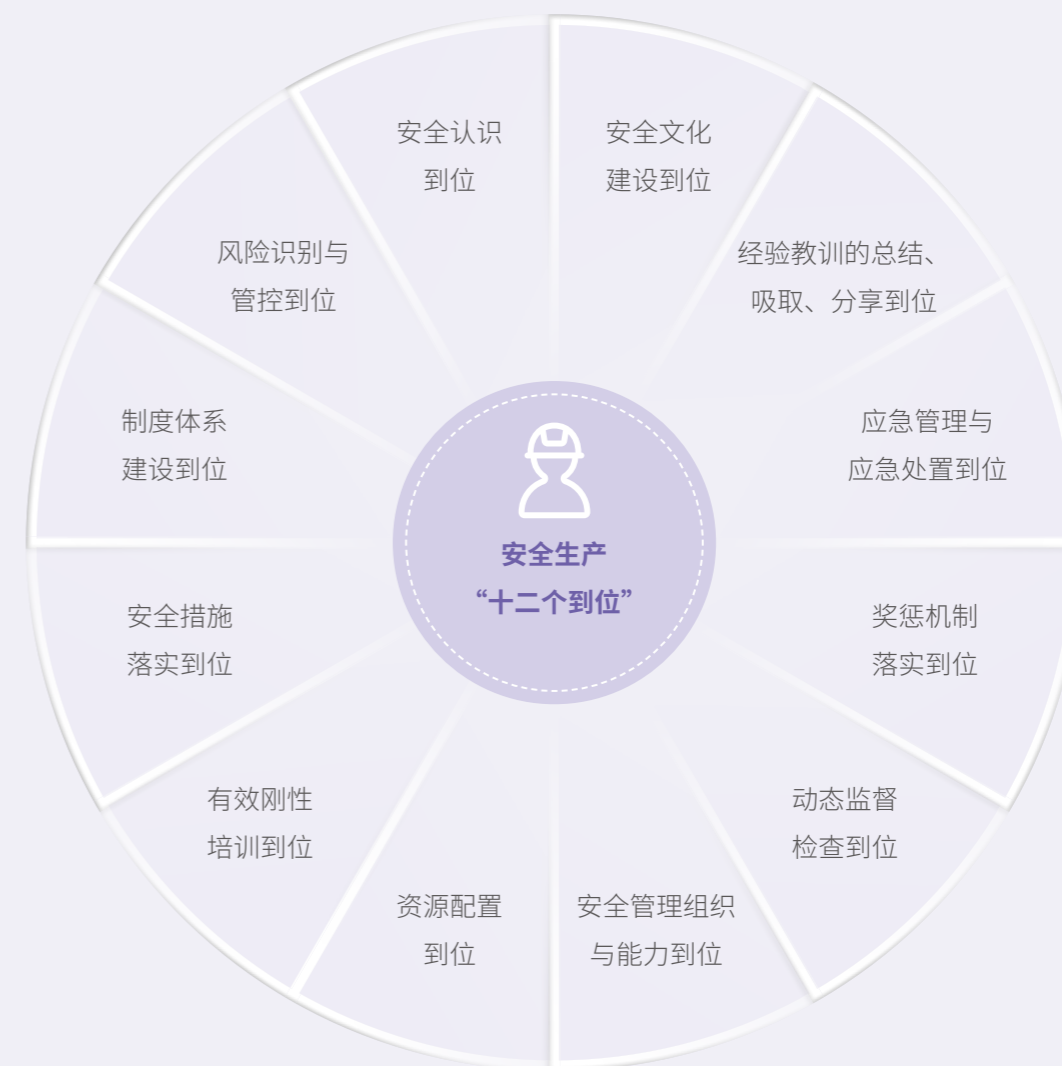 安全认识
到位
安全文化
建设到位
经验教训的总结、
吸取、分享到位
应急管理与
应急处置到位
奖惩机制
落实到位
动态监督
检查到位
安全管理组织
与能力到位
资源配置
到位
有效刚性
培训到位
安全措施
落实到位
制度体系
建设到位
风险识别与
管控到位
安全生产
“十二个到位”